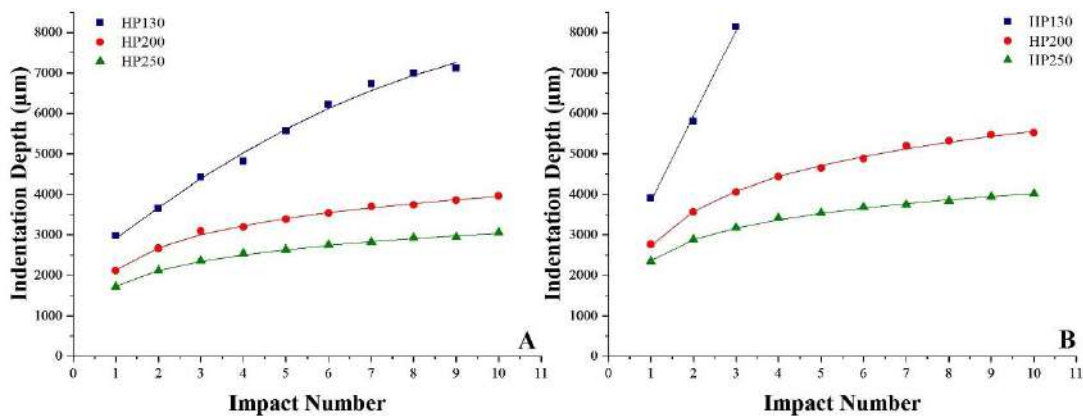 HP130
HP200
HP250
8000
7000
6000
5000
4000
3000
2000
1000
0
Indentation Depth (µm)
0 1 2 3 4 5 6 7 8 9 10 11
Impact Number
A
HP130
HP200
HP250
8000
7000
6000
5000
4000
3000
2000
1000
0
Indentation Depth (µm)
0 1 2 3 4 5 6 7 8 9 10 11
Impact Number
B